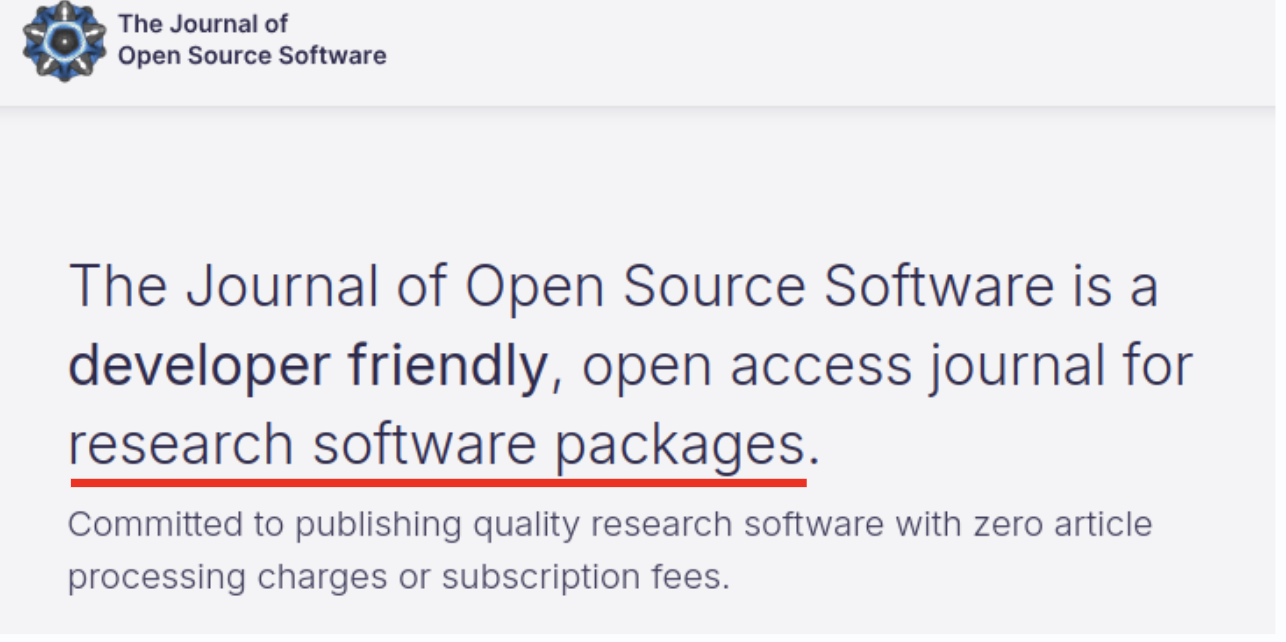 The Journal of
Open Source Software
The Journal of Open Source Software is a
developer friendly, open access journal for
research software packages.
Committed to publishing quality research software with zero article
processing charges or subscription fees.